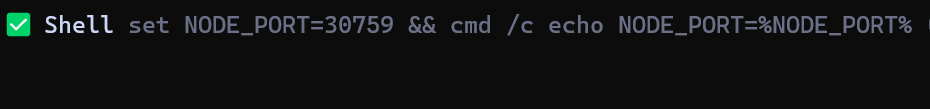 Shell set NODE_PORT=30759 && cmd /c echo NODE_PORT=%NODE_PORT%